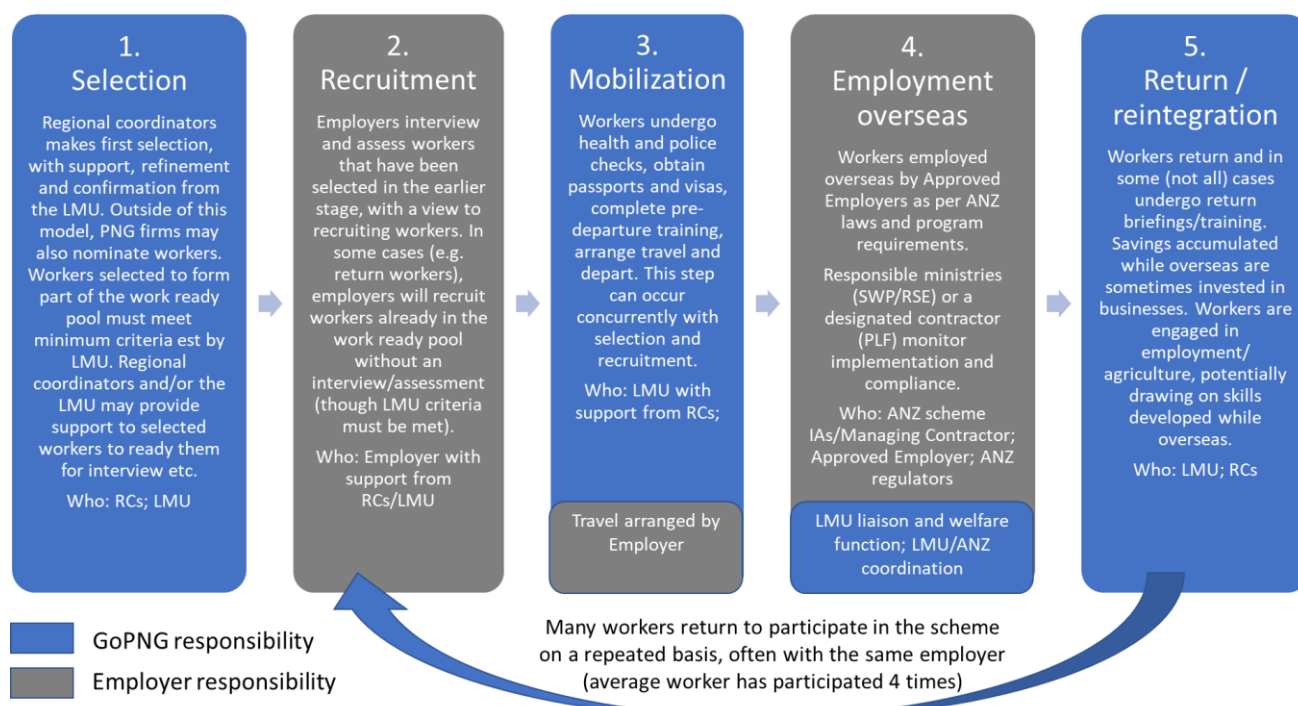 1.
Selection
Regional coordinators
makes first selection,
with support, refinement
and confirmation from
the LMU. Outside of this
model, PNG firms may
also nominate workers.
Workers selected to form
part of the work ready
pool must meet
minimum criteria est by
LMU. Regional
coordinators and/or the
LMU may provide
support to selected
workers to ready them
for interview etc.
Who: RCs; LMU
2.
Recruitment
Employers interview
and assess workers
that have been
selected in the earlier
stage, with a view to
recruiting workers. In
some cases (e.g.
return workers),
employers will recruit
workers already in the
work ready pool
without an
interview/assessment
(though LMU criteria
must be met).
Who: Employer with
support from
RCs/LMU
3.
Mobilization
Workers undergo
health and police
checks, obtain
passports and visas,
complete pre-
departure training,
arrange travel and
depart. This step
can occur
concurrently with
selection and
recruitment.
Who: LMU with
support from RCs;
Travel arranged by
Employer
4.
Employment
overseas
Workers employed
overseas by Approved
Employers as per ANZ
laws and program
requirements.
Responsible ministries
(SWP/RSE) or a
designated contractor
(PLF) monitor
implementation and
compliance.
Who: ANZ scheme
IAs/Managing Contractor;
Approved Employer; ANZ
regulators
LMU liaison and welfare
function; LMU/ANZ
coordination
5.
Return /
reintegration
Workers return and in
some (not all) cases
undergo return
briefings/training.
Savings accumulated
while overseas are
sometimes invested in
businesses. Workers are
engaged in
employment/
agriculture, potentially
drawing on skills
developed while
overseas.
Who: LMU; RCs
GoPNG responsibility
Employer responsibility
Many workers return to participate in the scheme
on a repeated basis, often with the same employer
(average worker has participated 4 times)